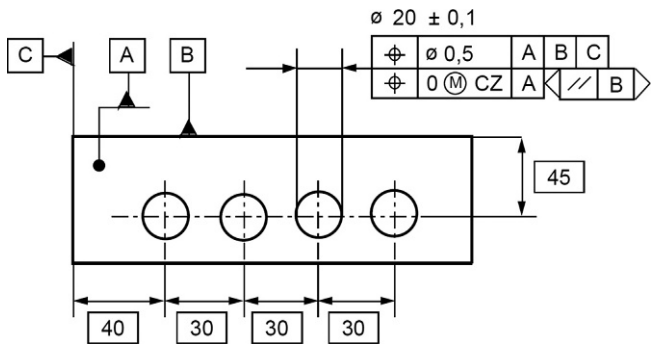 ø 20 ± 0,1
C A B
⌖ ø 0,5 A B C
⌖ 0 Ⓜ CZ A // B
45
40 30 30 30